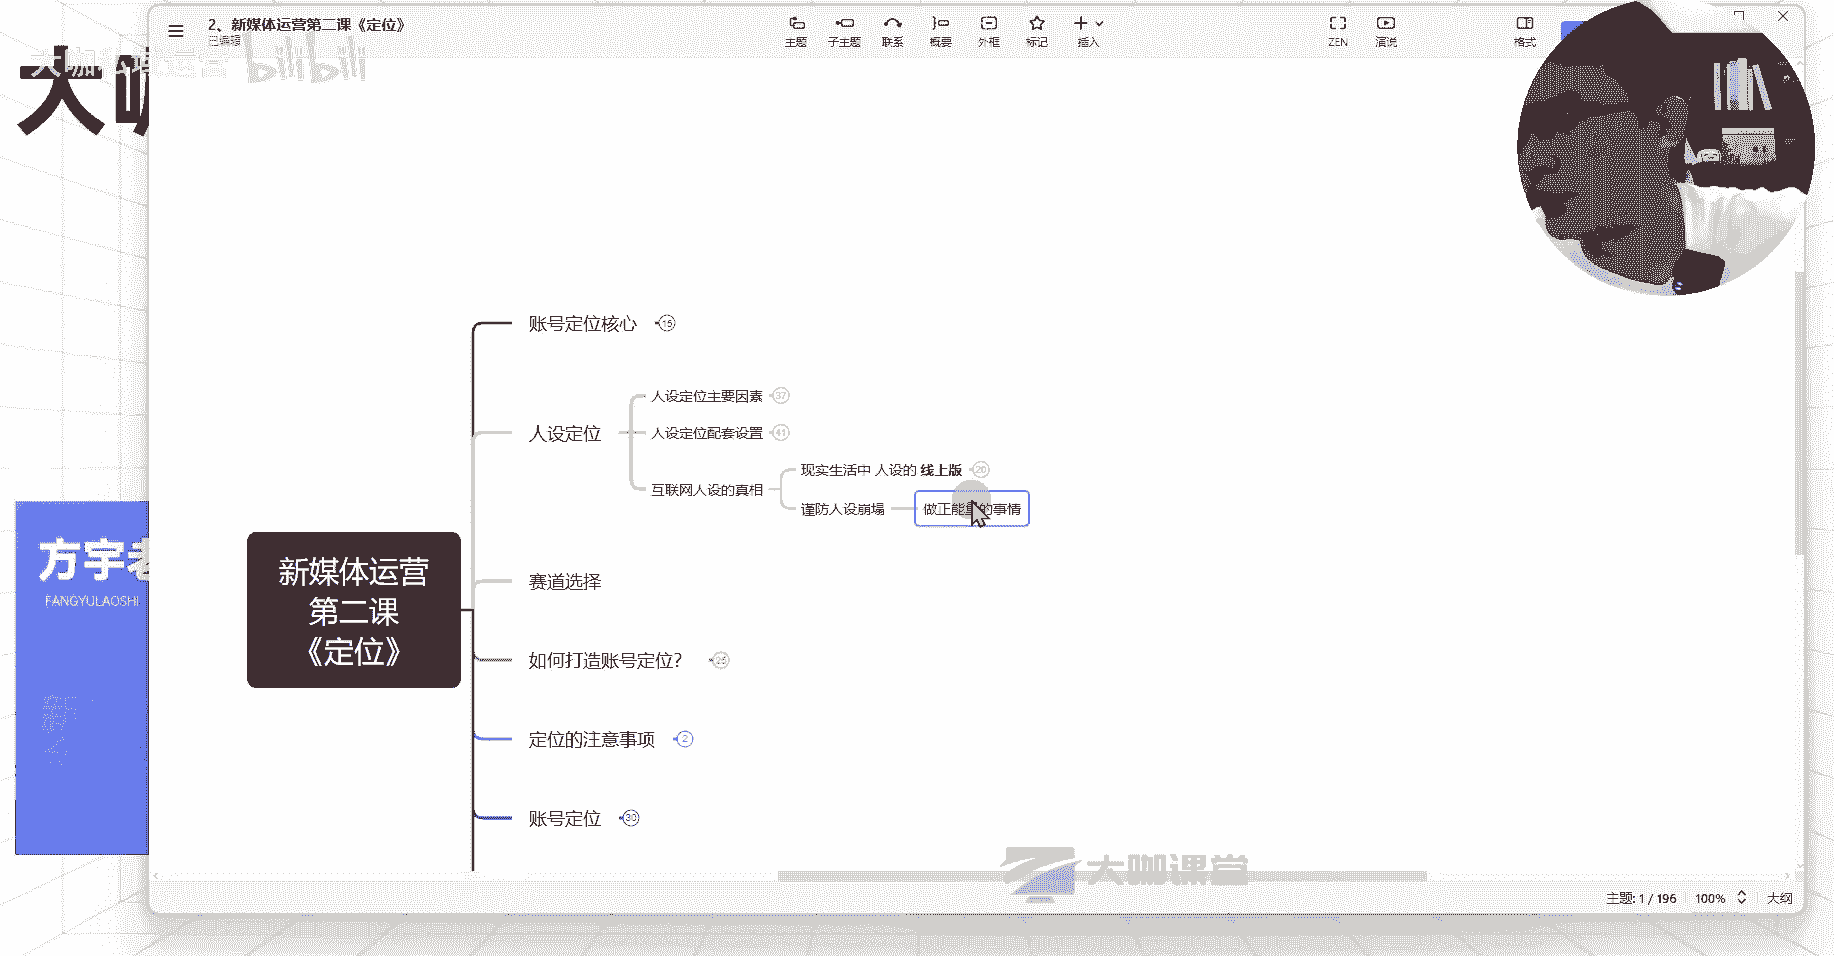 2、新媒体运营第二课《定位》
已编辑
主题
子主题
联系
概要
外框
标记
插入
ZEN
演说
格式
大咖私域运营
bilibili
大咖
账号定位核心
15
人设定位主要因素
37
人设定位
人设定位配套设置
41
现实生活中 人设的 线上版
20
互联网人设的真相
谨防人设崩塌
做正能量的事情
方宇老
FANGYULAOSHI
新媒体运营
第二课
《定位》
赛道选择
如何打造账号定位?
定位的注意事项
2
账号定位
30
大咖课堂
主题: 1 / 196
100%
大纲